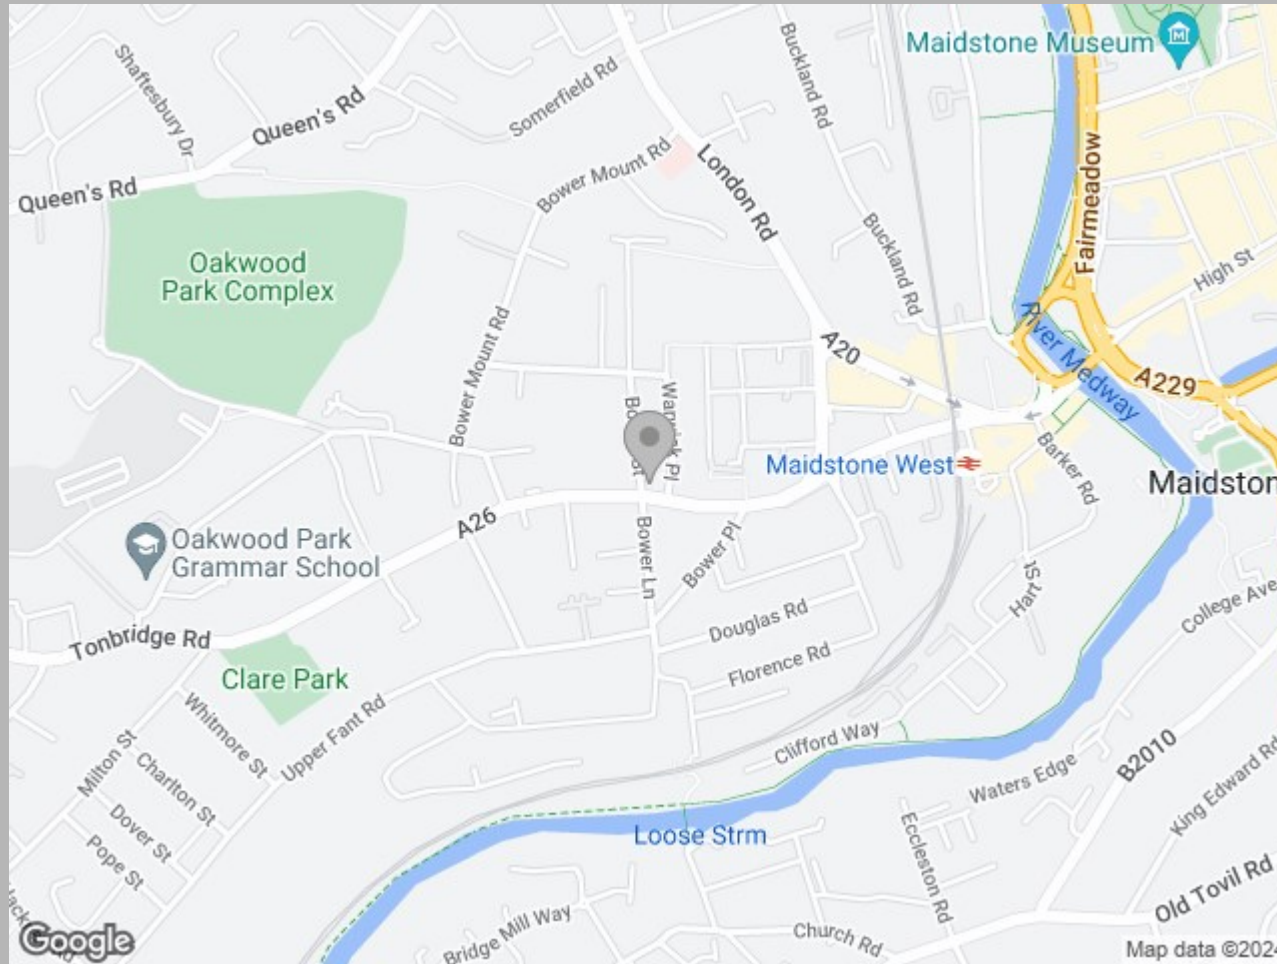 Maidstone Museum
Shaftesbury Dr
Queen's Rd
Somerfield Rd
Buckland Rd
Queen's Rd
Bower Mount Rd
London Rd
Fairmeadow
Oakwood
Park Complex
Buckland Rd
High St
Bower Mount Rd
A20
River Medway
A229
Maidstone West
Barker Rd
Maidston
A26
Oakwood Park
Grammar School
Bower Ln
Bower Pl
Hart St
College Ave
Tonbridge Rd
Douglas Rd
Florence Rd
Clare Park
Whitmore St
Upper Fant Rd
Clifford Way
Milton St
Charlton St
Waters Edge
B2010
King Edward Rd
Dover St
Loose Strm
Eccleston Rd
Pope St
Old Tovil Rd
Bridge Mill Way
Church Rd
Google
Map data ©2024